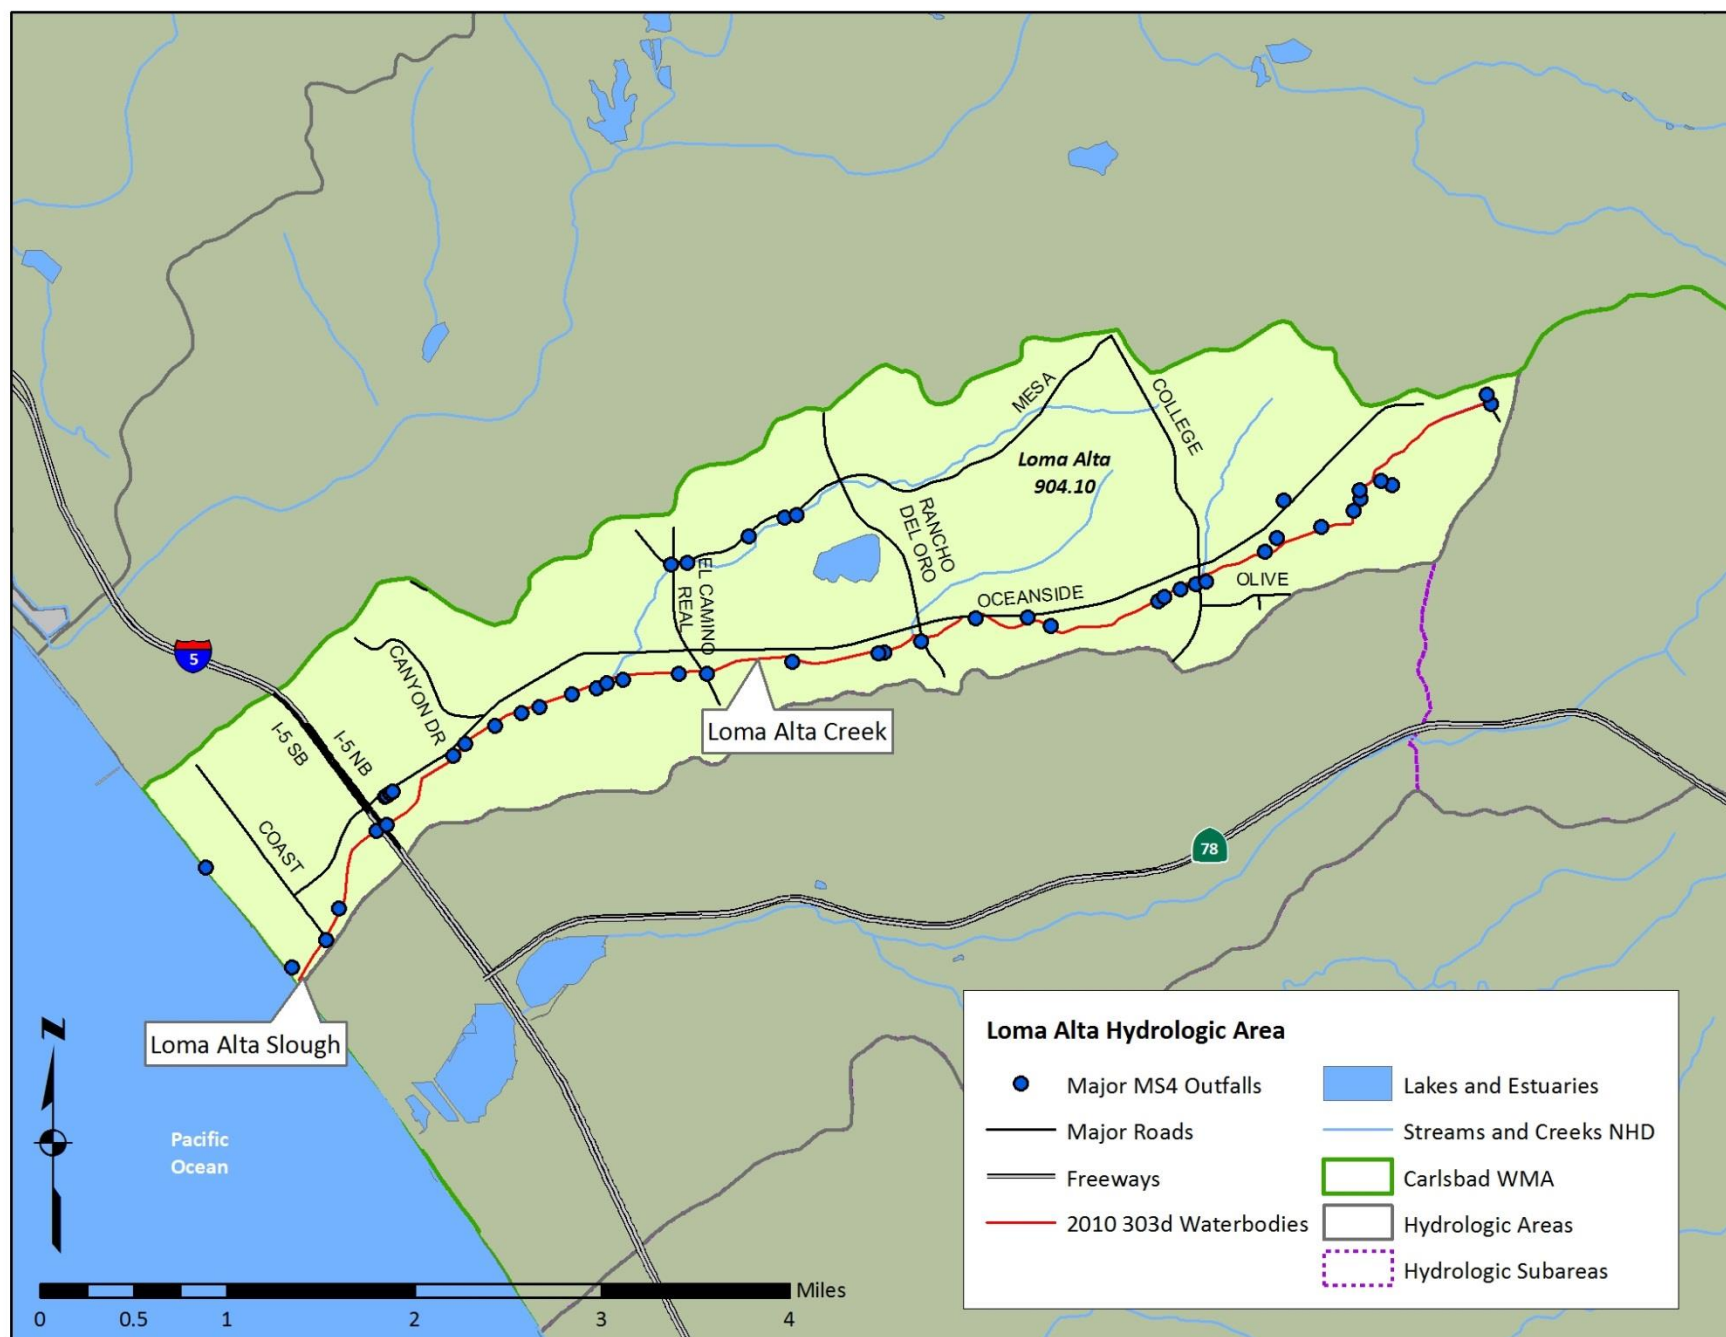 MESA
COLLEGE
Loma Alta
904.10
RANCHO
DEL ORO
EL CAMINO
REAL
OCEANSIDE
OLIVE
CANYON DR
5
I-5 SB
I-5 NB
Loma Alta Creek
COAST
78
Loma Alta Slough
Pacific
Ocean
N
Miles
0 0.5 1 2 3 4
Loma Alta Hydrologic Area
Major MS4 Outfalls
Major Roads
Freeways
2010 303d Waterbodies
Lakes and Estuaries
Streams and Creeks NHD
Carlsbad WMA
Hydrologic Areas
Hydrologic Subareas